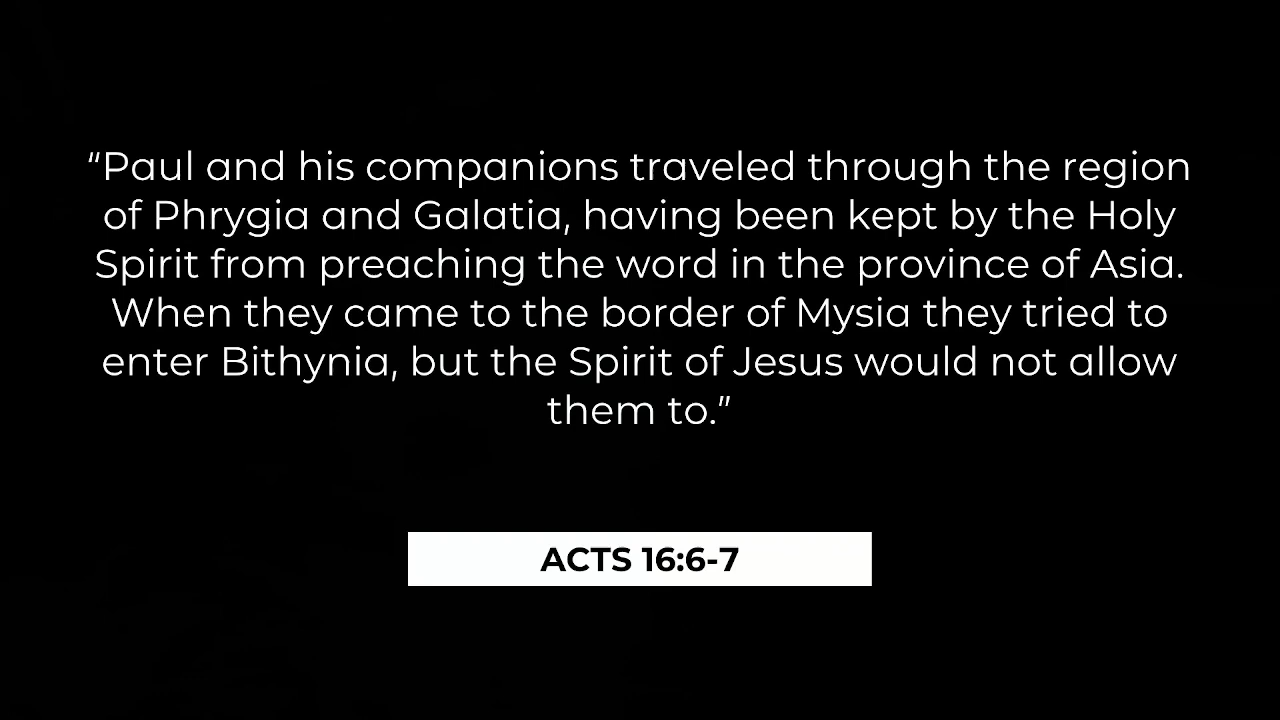 “Paul and his companions traveled through the region
of Phrygia and Galatia, having been kept by the Holy
Spirit from preaching the word in the province of Asia.
When they came to the border of Mysia they tried to
enter Bithynia, but the Spirit of Jesus would not allow
them to.”
ACTS 16:6-7